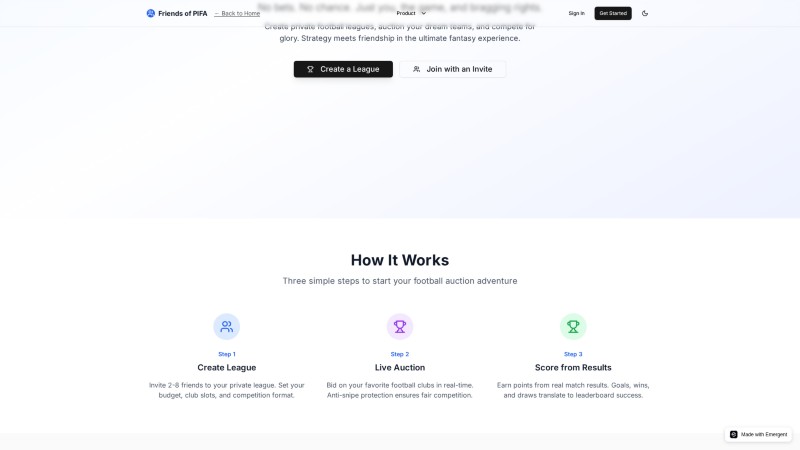 No bets. No chance. Just you, the game, and bragging rights.
Friends of PIFA
← Back to Home
Product
Sign In
Get Started
Create private football leagues, auction your dream teams, and compete for
glory. Strategy meets friendship in the ultimate fantasy experience.
Create a League
Join with an Invite
How It Works
Three simple steps to start your football auction adventure
Step 1
Create League
Invite 2-8 friends to your private league. Set your
budget, club slots, and competition format.
Step 2
Live Auction
Bid on your favorite football clubs in real-time.
Anti-snipe protection ensures fair competition.
Step 3
Score from Results
Earn points from real match results. Goals, wins,
and draws translate to leaderboard success.
Made with Emergent